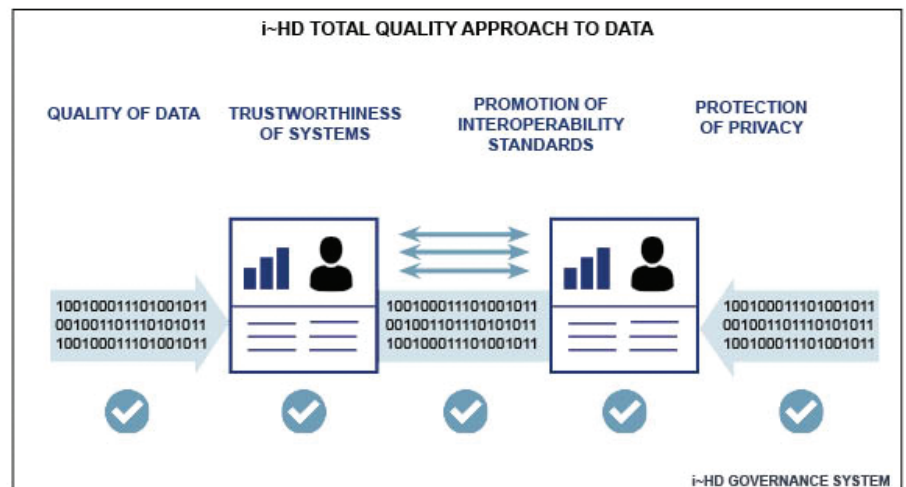 i~HD TOTAL QUALITY APPROACH TO DATA
QUALITY OF DATA
TRUSTWORTHINESS
OF SYSTEMS
PROMOTION OF
INTEROPERABILITY
STANDARDS
PROTECTION
OF PRIVACY
100100011101001011
001001101110101011
100100011101001011
100100011101001011
001001101110101011
100100011101001011
100100011101001011
001001101110101011
100100011101001011
i~HD GOVERNANCE SYSTEM